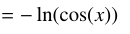 = − ln(cos(x))